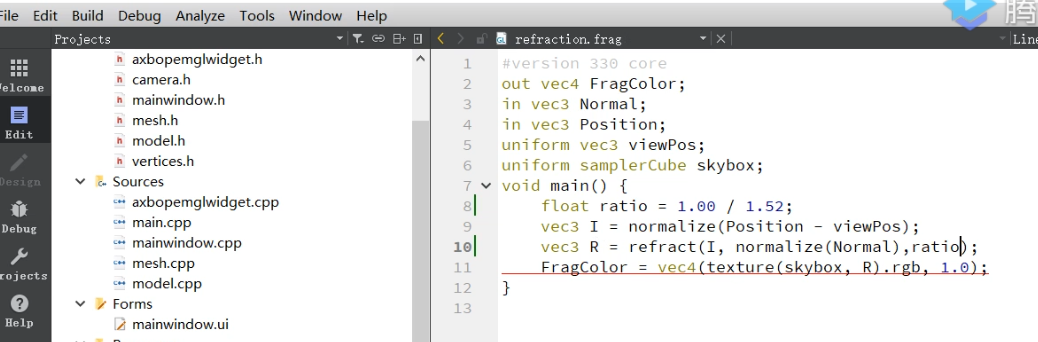 File Edit Build Debug Analyze Tools Window Help
腾
Projects
refraction.frag
Line
Welcome
Edit
Design
Debug
Projects
Help
axbopemglwidget.h
camera.h
mainwindow.h
mesh.h
model.h
vertices.h
Sources
axbopemglwidget.cpp
main.cpp
mainwindow.cpp
mesh.cpp
model.cpp
Forms
mainwindow.ui
1 #version 330 core
2 out vec4 FragColor;
3 in vec3 Normal;
4 in vec3 Position;
5 uniform vec3 viewPos;
6 uniform samplerCube skybox;
7 void main() {
8 float ratio = 1.00 / 1.52;
9 vec3 I = normalize(Position - viewPos);
10 vec3 R = refract(I, normalize(Normal),ratio);
11 FragColor = vec4(texture(skybox, R).rgb, 1.0);
12 }
13